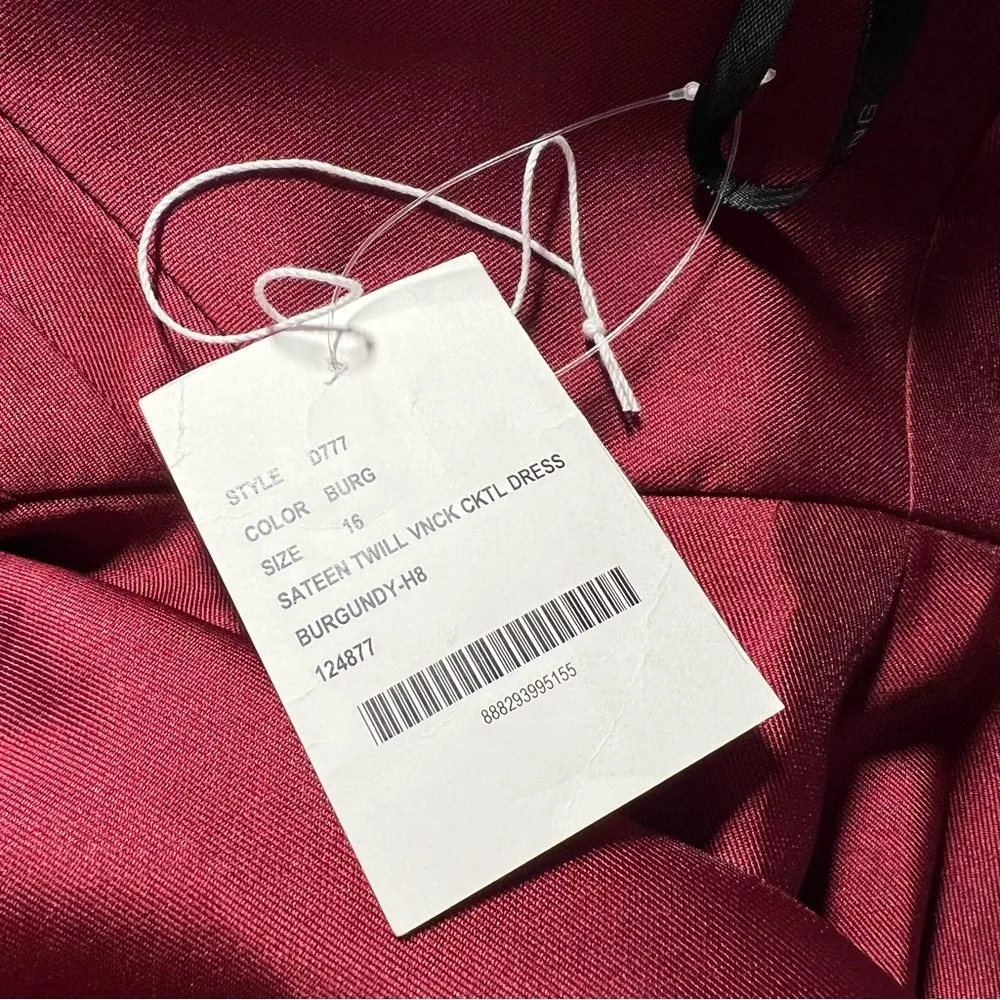 STYLE D777
COLOR BURG
SIZE 16
SATEEN TWILL VNCK CKTL DRESS
BURGUNDY-H8
124877
888293995155